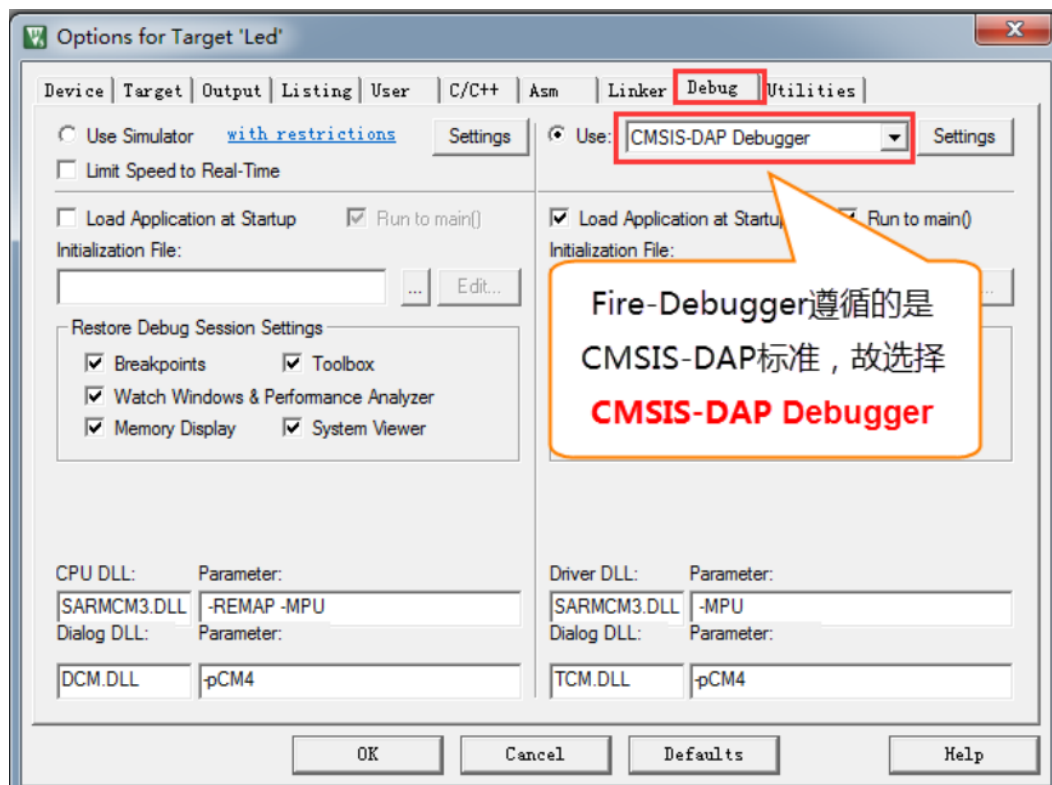 Options for Target 'Led'
Device Target Output Listing User C/C++ Asm Linker Debug Utilities
Use Simulator with restrictions Settings Use: CMSIS-DAP Debugger Settings
Limit Speed to Real-Time
Load Application at Startup Run to main() Load Application at Startup Run to main()
Initialization File: Initialization File:
... Edit... ...
Restore Debug Session Settings
Breakpoints Toolbox
Watch Windows & Performance Analyzer
Memory Display System Viewer
Fire-Debugger遵循的是
CMSIS-DAP标准，故选择
CMSIS-DAP Debugger
CPU DLL: Parameter: Driver DLL: Parameter:
SARMCM3.DLL -REMAP -MPU SARMCM3.DLL -MPU
Dialog DLL: Parameter: Dialog DLL: Parameter:
DCM.DLL -pCM4 TCM.DLL -pCM4
OK Cancel Defaults Help